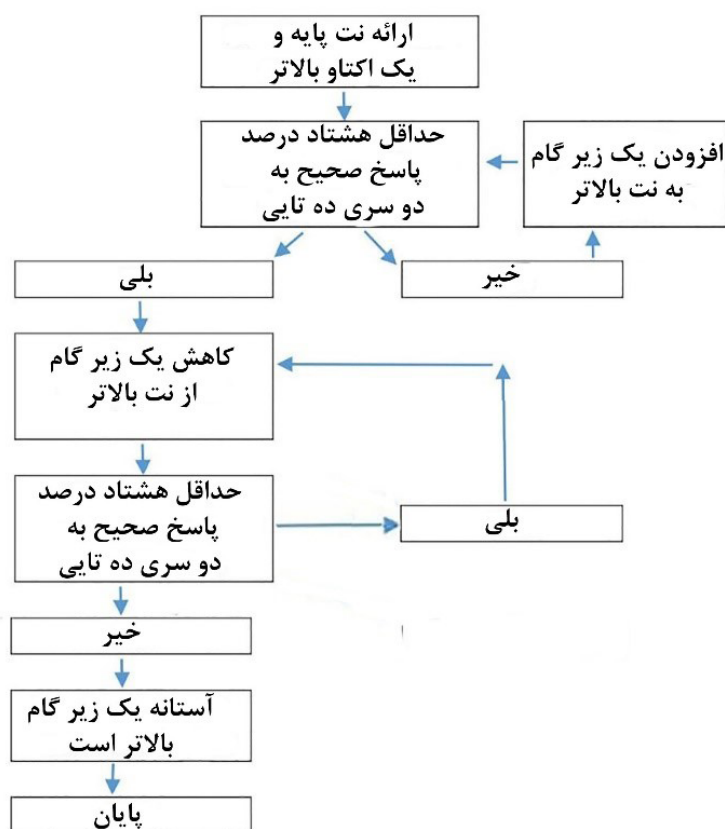 ارائه نت پایه و
یک اکتاو بالاتر
حداقل هشتاد درصد
پاسخ صحیح به
دو سری ده تایی
افزودن یک زیر گام
به نت بالاتر
بلی
خیر
کاهش یک زیر گام
از نت بالاتر
حداقل هشتاد درصد
پاسخ صحیح به
دو سری ده تایی
بلی
خیر
آستانه یک زیر گام
بالاتر است
پایان